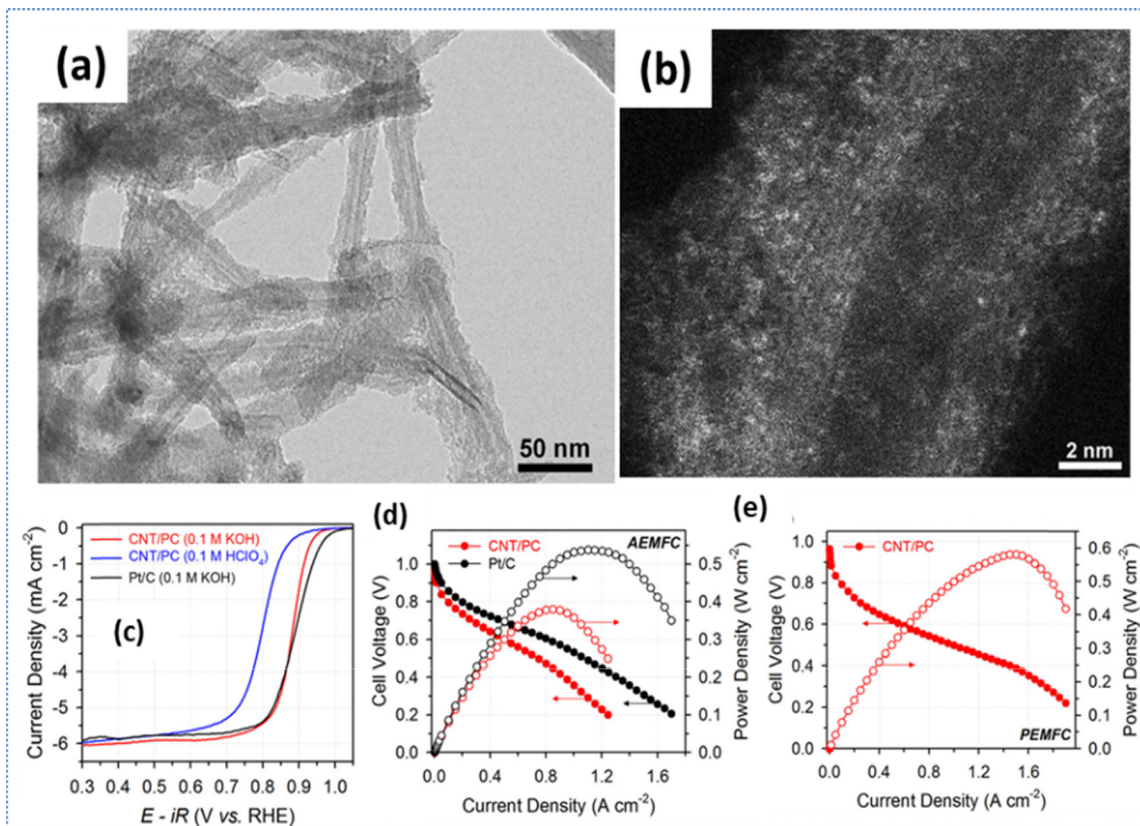 (a)
50 nm
(b)
2 nm
(c)
CNT/PC (0.1 M KOH)
CNT/PC (0.1 M HClO₄)
Pt/C (0.1 M KOH)
Current Density (mA cm⁻²)
0
-1
-2
-3
-4
-5
-6
0.3 0.4 0.5 0.6 0.7 0.8 0.9 1.0
E - iR (V vs. RHE)
(d)
AEMFC
CNT/PC
Pt/C
Cell Voltage (V)
1.2
1.0
0.8
0.6
0.4
0.2
0.0
0.0 0.4 0.8 1.2 1.6
Current Density (A cm⁻²)
0.5
0.4
0.3
0.2
0.1
0.0
Power Density (W cm⁻²)
(e)
CNT/PC
PEMFC
Cell Voltage (V)
1.0
0.8
0.6
0.4
0.2
0.0
0.0 0.4 0.8 1.2 1.6
Current Density (A cm⁻²)
0.6
0.5
0.4
0.3
0.2
0.1
0.0
Power Density (W cm⁻²)